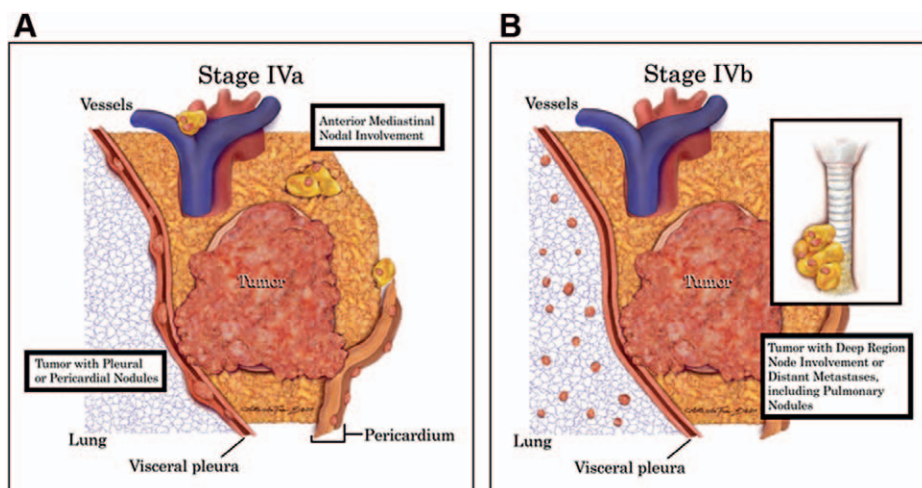 A
Stage IVa
Vessels
Anterior Mediastinal
Nodal Involvement
Tumor
Tumor with Pleural
or Pericardial Nodules
Lung
Pericardium
Visceral pleura
B
Stage IVb
Vessels
Tumor
Tumor with Deep Region
Node Involvement or
Distant Metastases,
including Pulmonary
Nodules
Lung
Visceral pleura